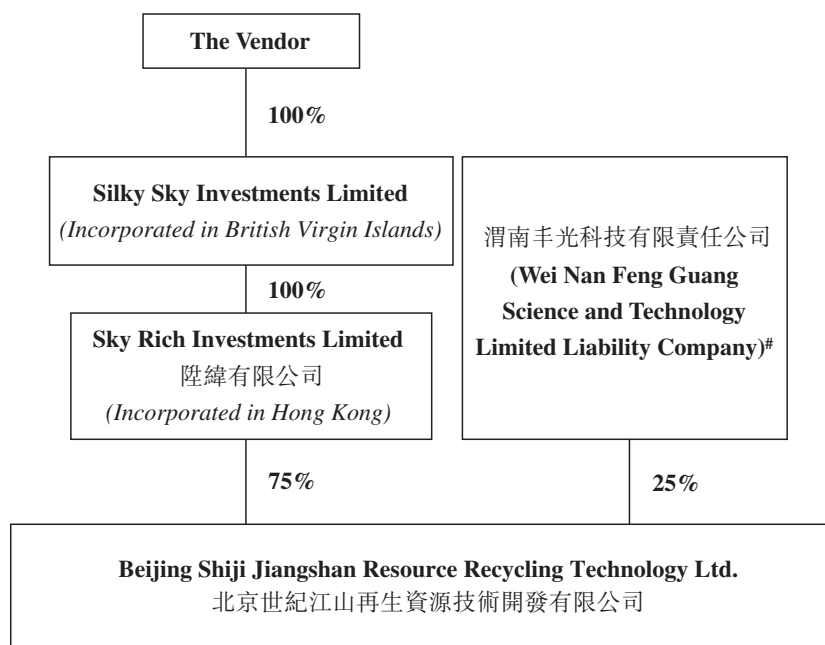 The Vendor
100%
Silky Sky Investments Limited
(Incorporated in British Virgin Islands)
100%
Sky Rich Investments Limited
陞緯有限公司
(Incorporated in Hong Kong)
75%
渭南丰光科技有限責任公司
(Wei Nan Feng Guang
Science and Technology
Limited Liability Company)#
25%
Beijing Shiji Jiangshan Resource Recycling Technology Ltd.
北京世紀江山再生資源技術開發有限公司